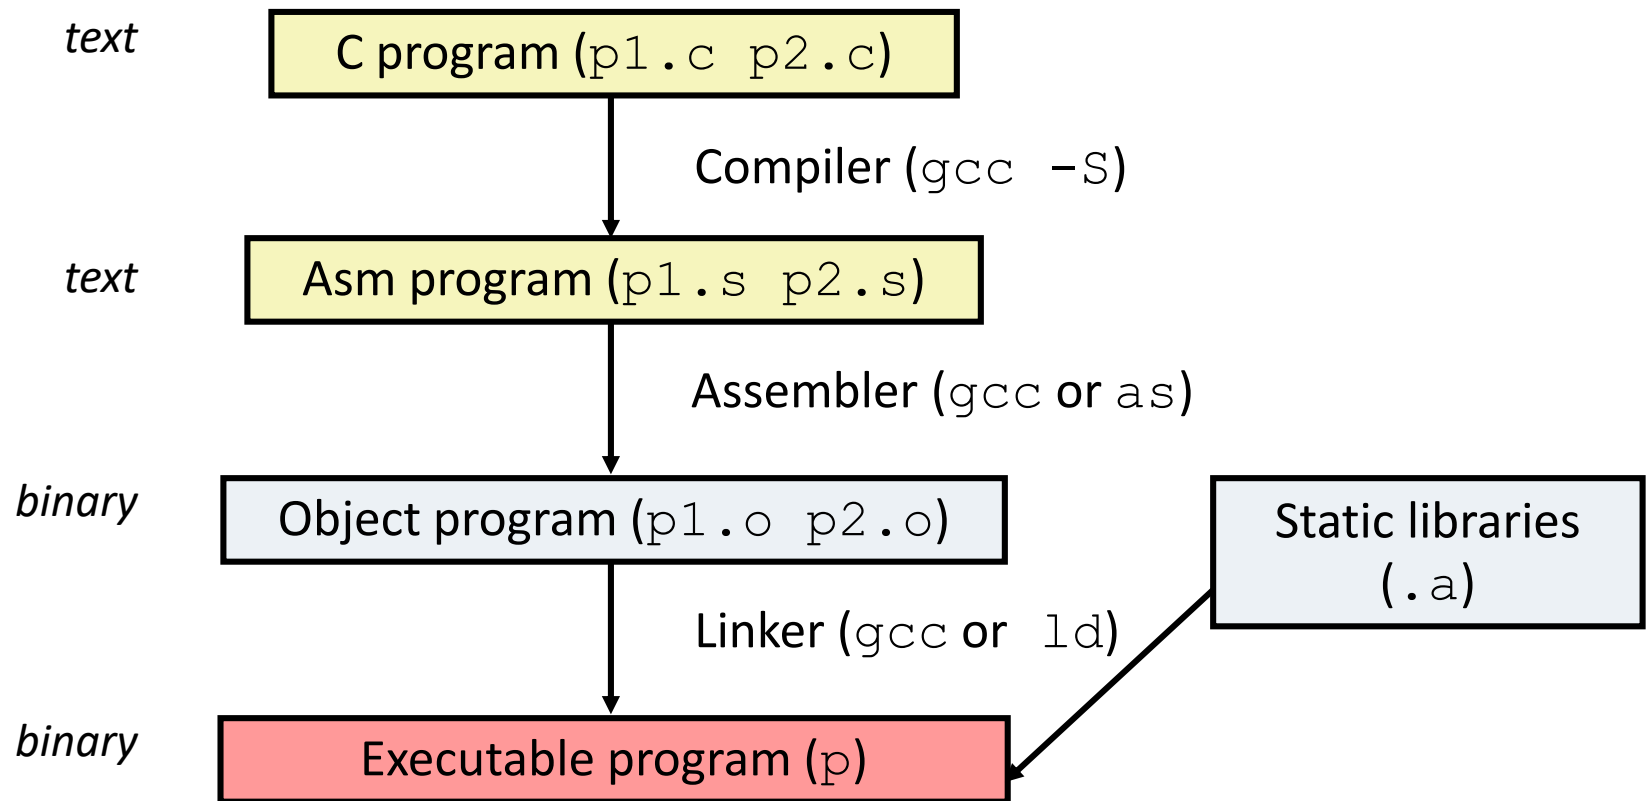 text
C program (p1.c p2.c)
Compiler (gcc -S)
text
Asm program (p1.s p2.s)
Assembler (gcc or as)
binary
Object program (p1.o p2.o)
Static libraries
(.a)
Linker (gcc or ld)
binary
Executable program (p)